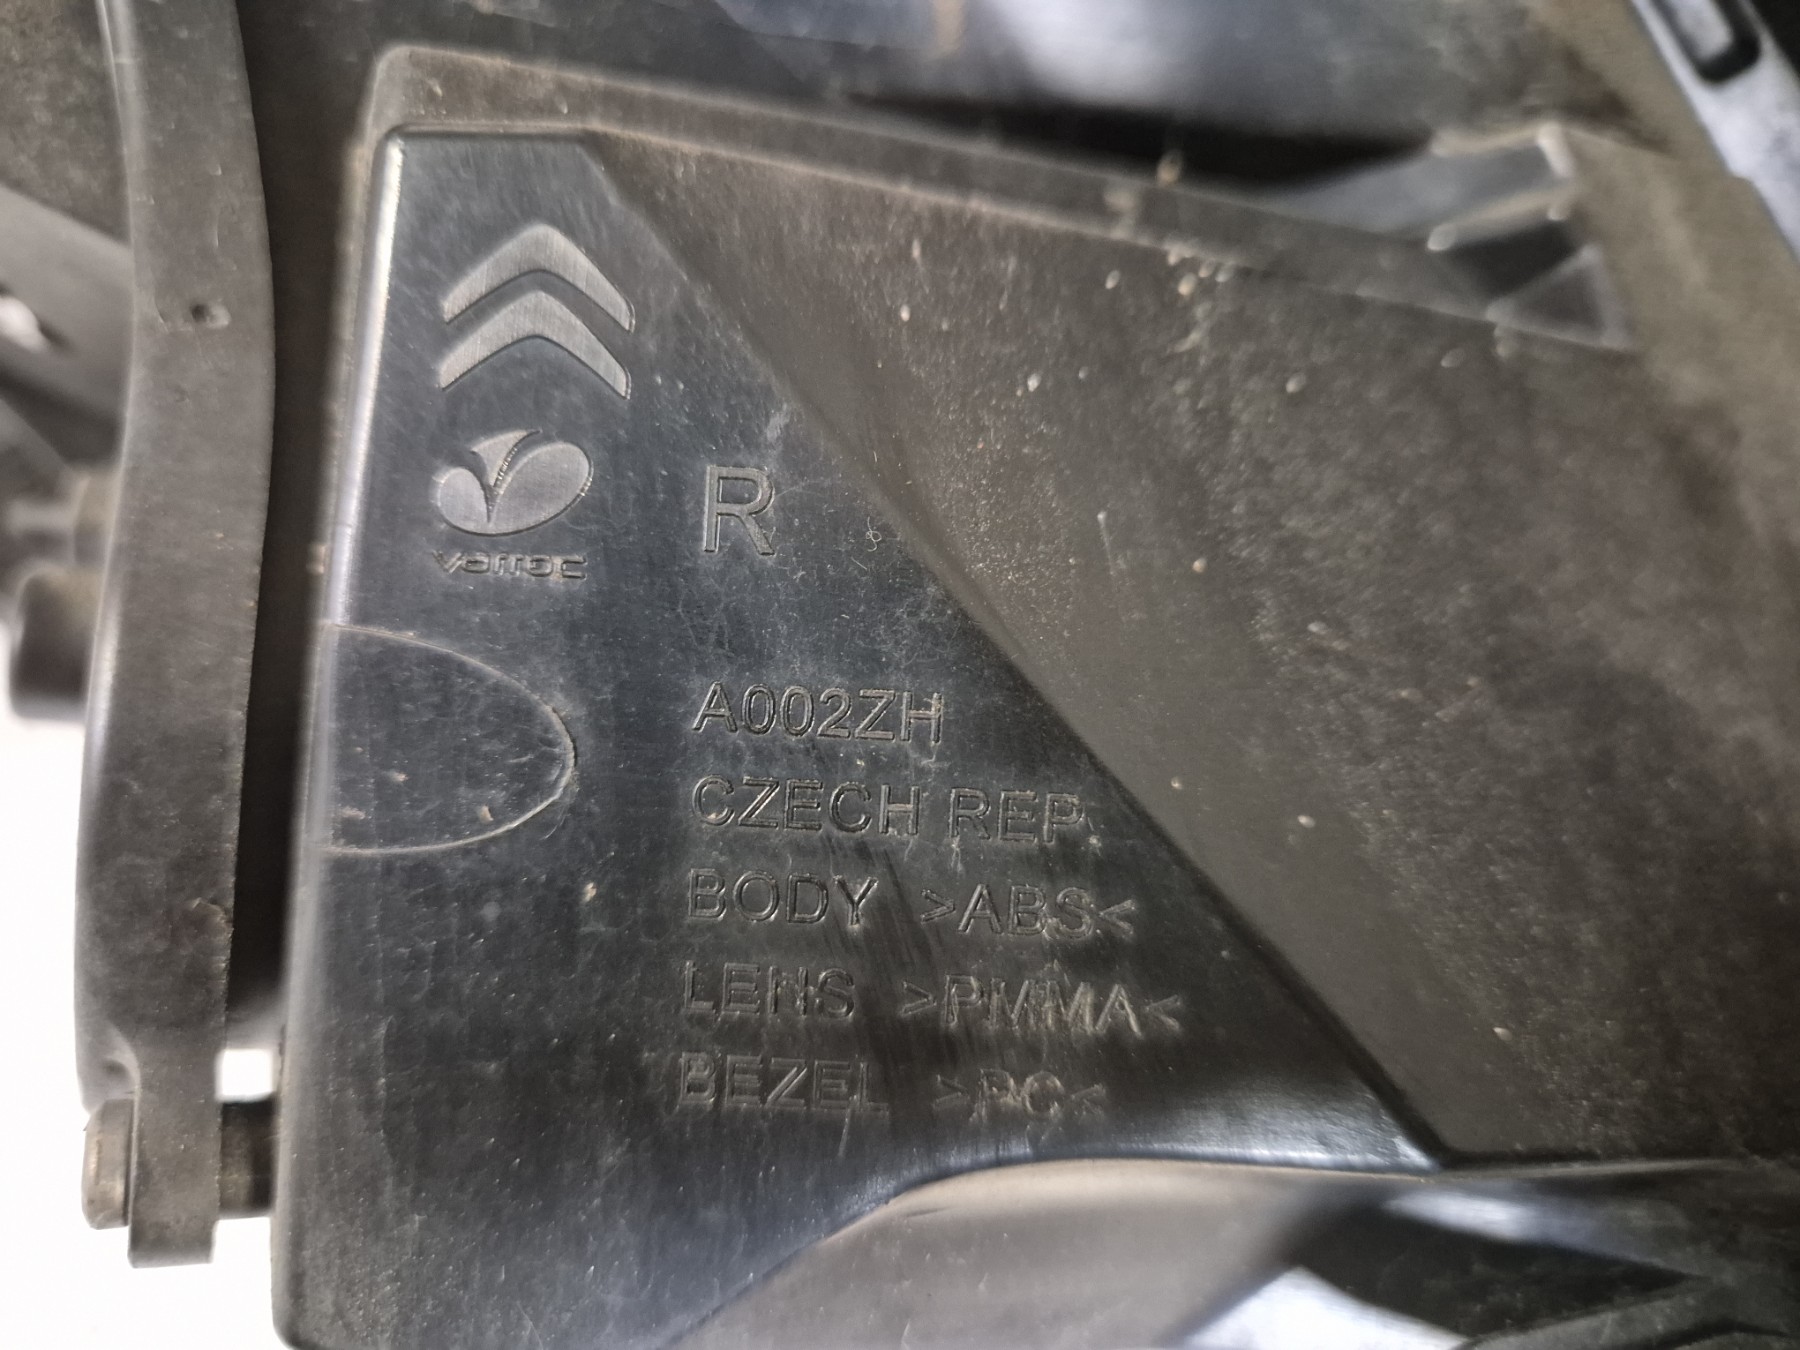 varroc
R
A002ZH
CZECH REP.
BODY >ABS<
LENS >PMMA<
BEZEL >PC<